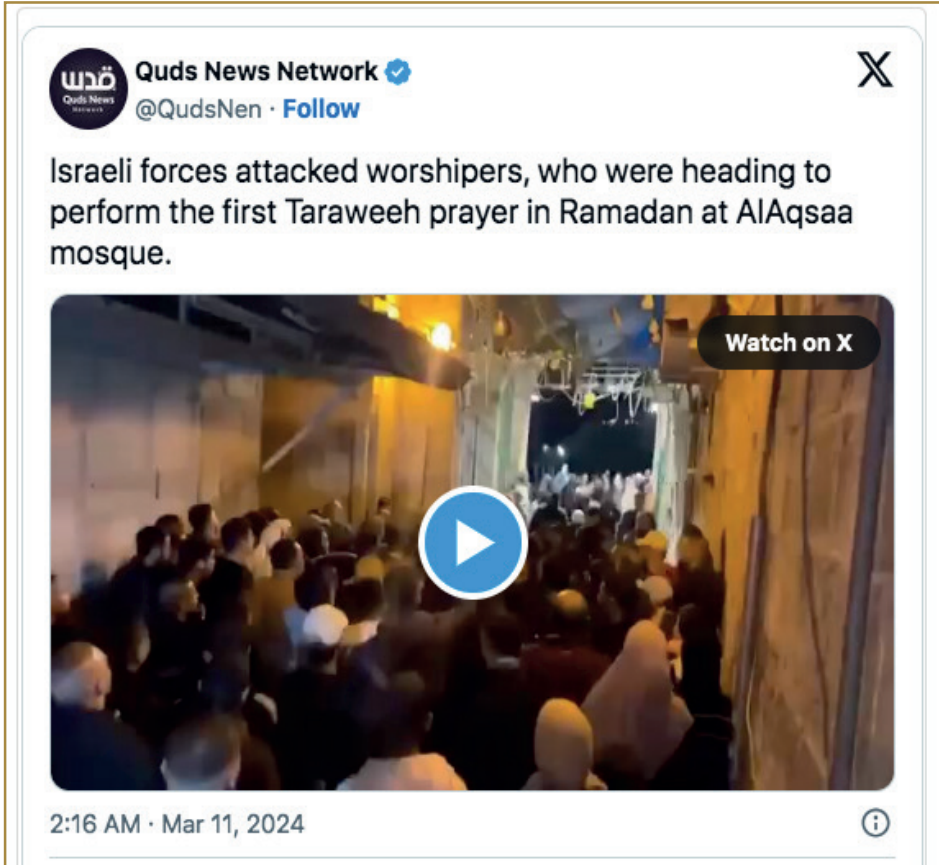 قدس
Quds News
Network
Quds News Network
@QudsNen · Follow
X
Israeli forces attacked worshipers, who were heading to
perform the first Taraweeh prayer in Ramadan at AlAqsaa
mosque.
Watch on X
2:16 AM · Mar 11, 2024